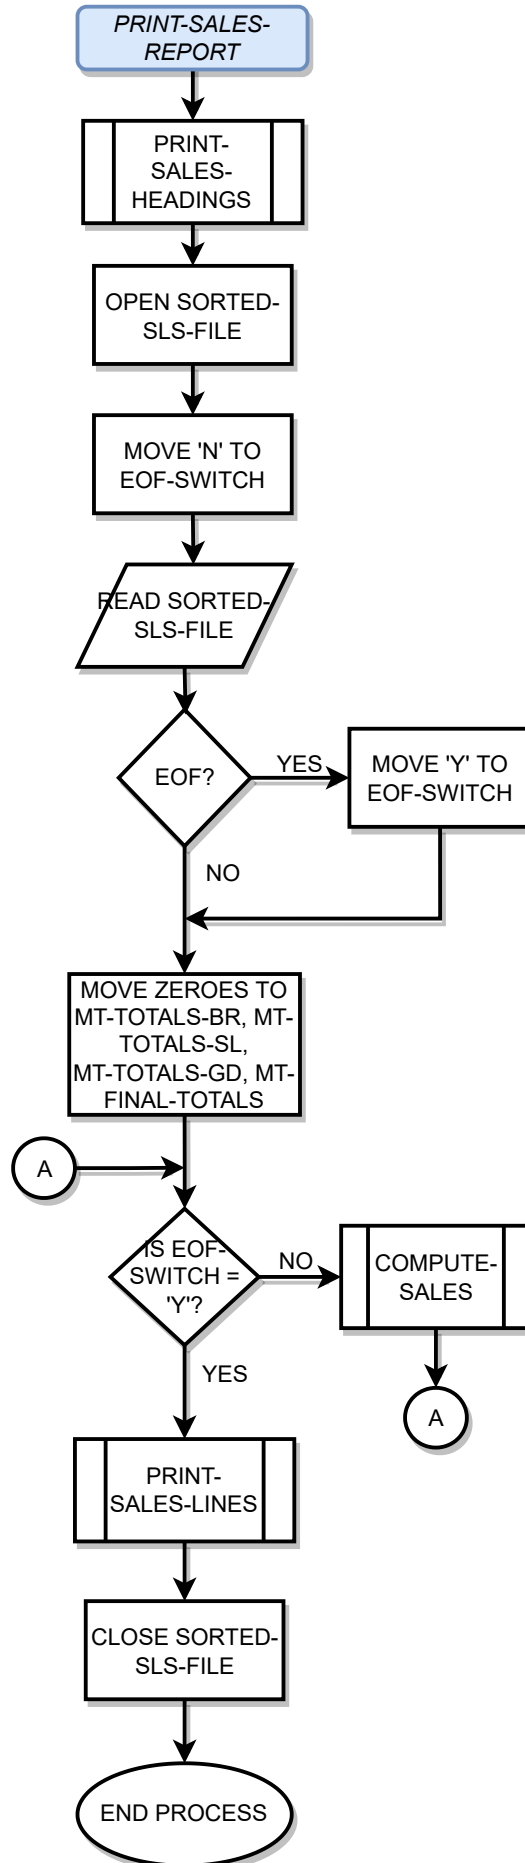 PRINT-SALES-
REPORT
PRINT-
SALES-
HEADINGS
OPEN SORTED-
SLS-FILE
MOVE 'N' TO
EOF-SWITCH
READ SORTED-
SLS-FILE
EOF?
YES
MOVE 'Y' TO
EOF-SWITCH
NO
MOVE ZEROES TO
MT-TOTALS-BR, MT-
TOTALS-SL,
MT-TOTALS-GD, MT-
FINAL-TOTALS
A
IS EOF-
SWITCH =
'Y'?
NO
COMPUTE-
SALES
YES
A
PRINT-
SALES-LINES
CLOSE SORTED-
SLS-FILE
END PROCESS